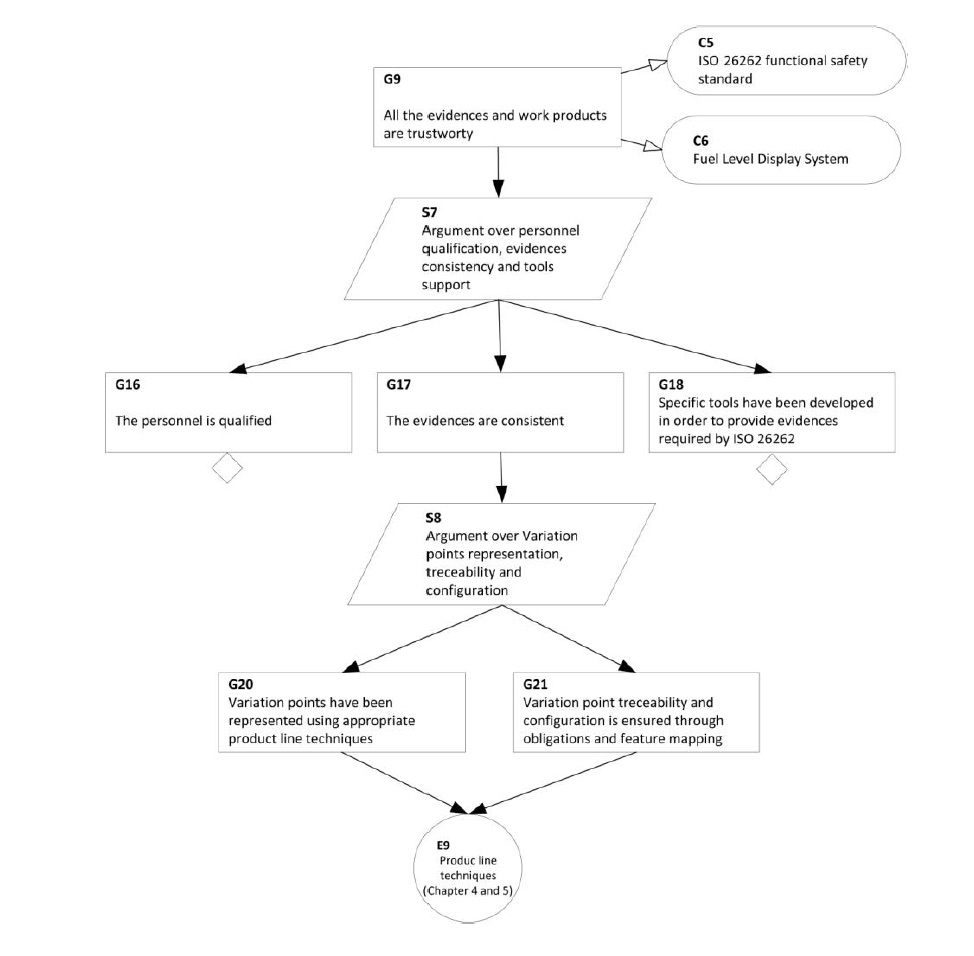 C5
ISO 26262 functional safety
standard
G9
All the evidences and work products
are trustworty
C6
Fuel Level Display System
S7
Argument over personnel
qualification, evidences
consistency and tools
support
G16
The personnel is qualified
G17
The evidences are consistent
G18
Specific tools have been developed
in order to provide evidences
required by ISO 26262
S8
Argument over Variation
points representation,
treceability and
configuration
G20
Variation points have been
represented using appropriate
product line techniques
G21
Variation point treceability and
configuration is ensured through
obligations and feature mapping
E9
Produc line
techniques
(Chapter 4 and 5)